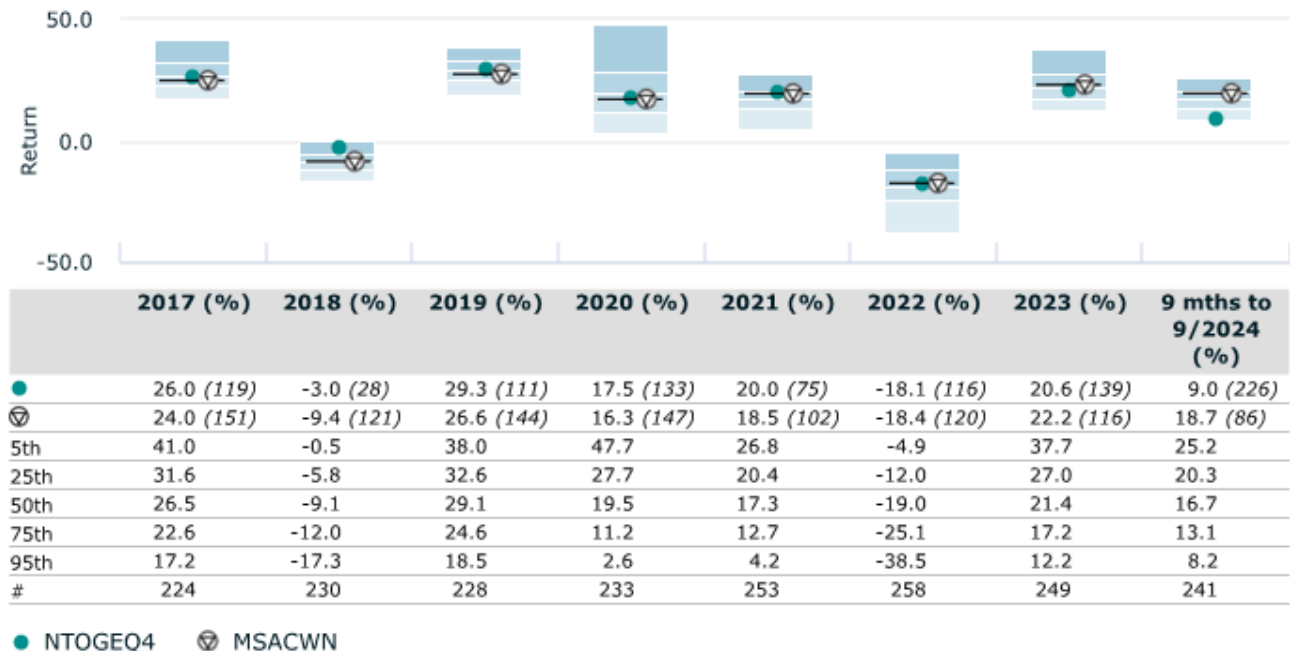 50.0
Return
0.0
-50.0
2017 (%) 2018 (%) 2019 (%) 2020 (%) 2021 (%) 2022 (%) 2023 (%) 9 mths to
9/2024
(%)
26.0 (119) -3.0 (28) 29.3 (111) 17.5 (133) 20.0 (75) -18.1 (116) 20.6 (139) 9.0 (226)
24.0 (151) -9.4 (121) 26.6 (144) 16.3 (147) 18.5 (102) -18.4 (120) 22.2 (116) 18.7 (86)
5th 41.0 -0.5 38.0 47.7 26.8 -4.9 37.7 25.2
25th 31.6 -5.8 32.6 27.7 20.4 -12.0 27.0 20.3
50th 26.5 -9.1 29.1 19.5 17.3 -19.0 21.4 16.7
75th 22.6 -12.0 24.6 11.2 12.7 -25.1 17.2 13.1
95th 17.2 -17.3 18.5 2.6 4.2 -38.5 12.2 8.2
# 224 230 228 233 253 258 249 241
NTOGEQ4 MSACWN